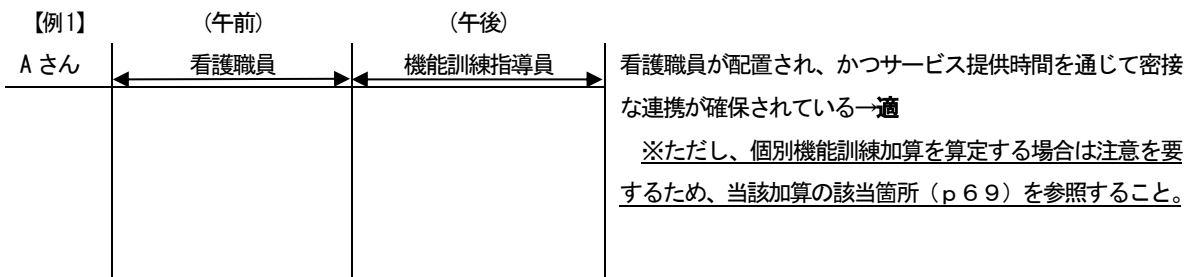 【例1】 (午前) (午後)
Aさん 看護職員 機能訓練指導員
看護職員が配置され、かつサービス提供時間を通じて密接
な連携が確保されている→適
※ただし、個別機能訓練加算を算定する場合は注意を要
するため、当該加算の該当箇所（p６９）を参照すること。